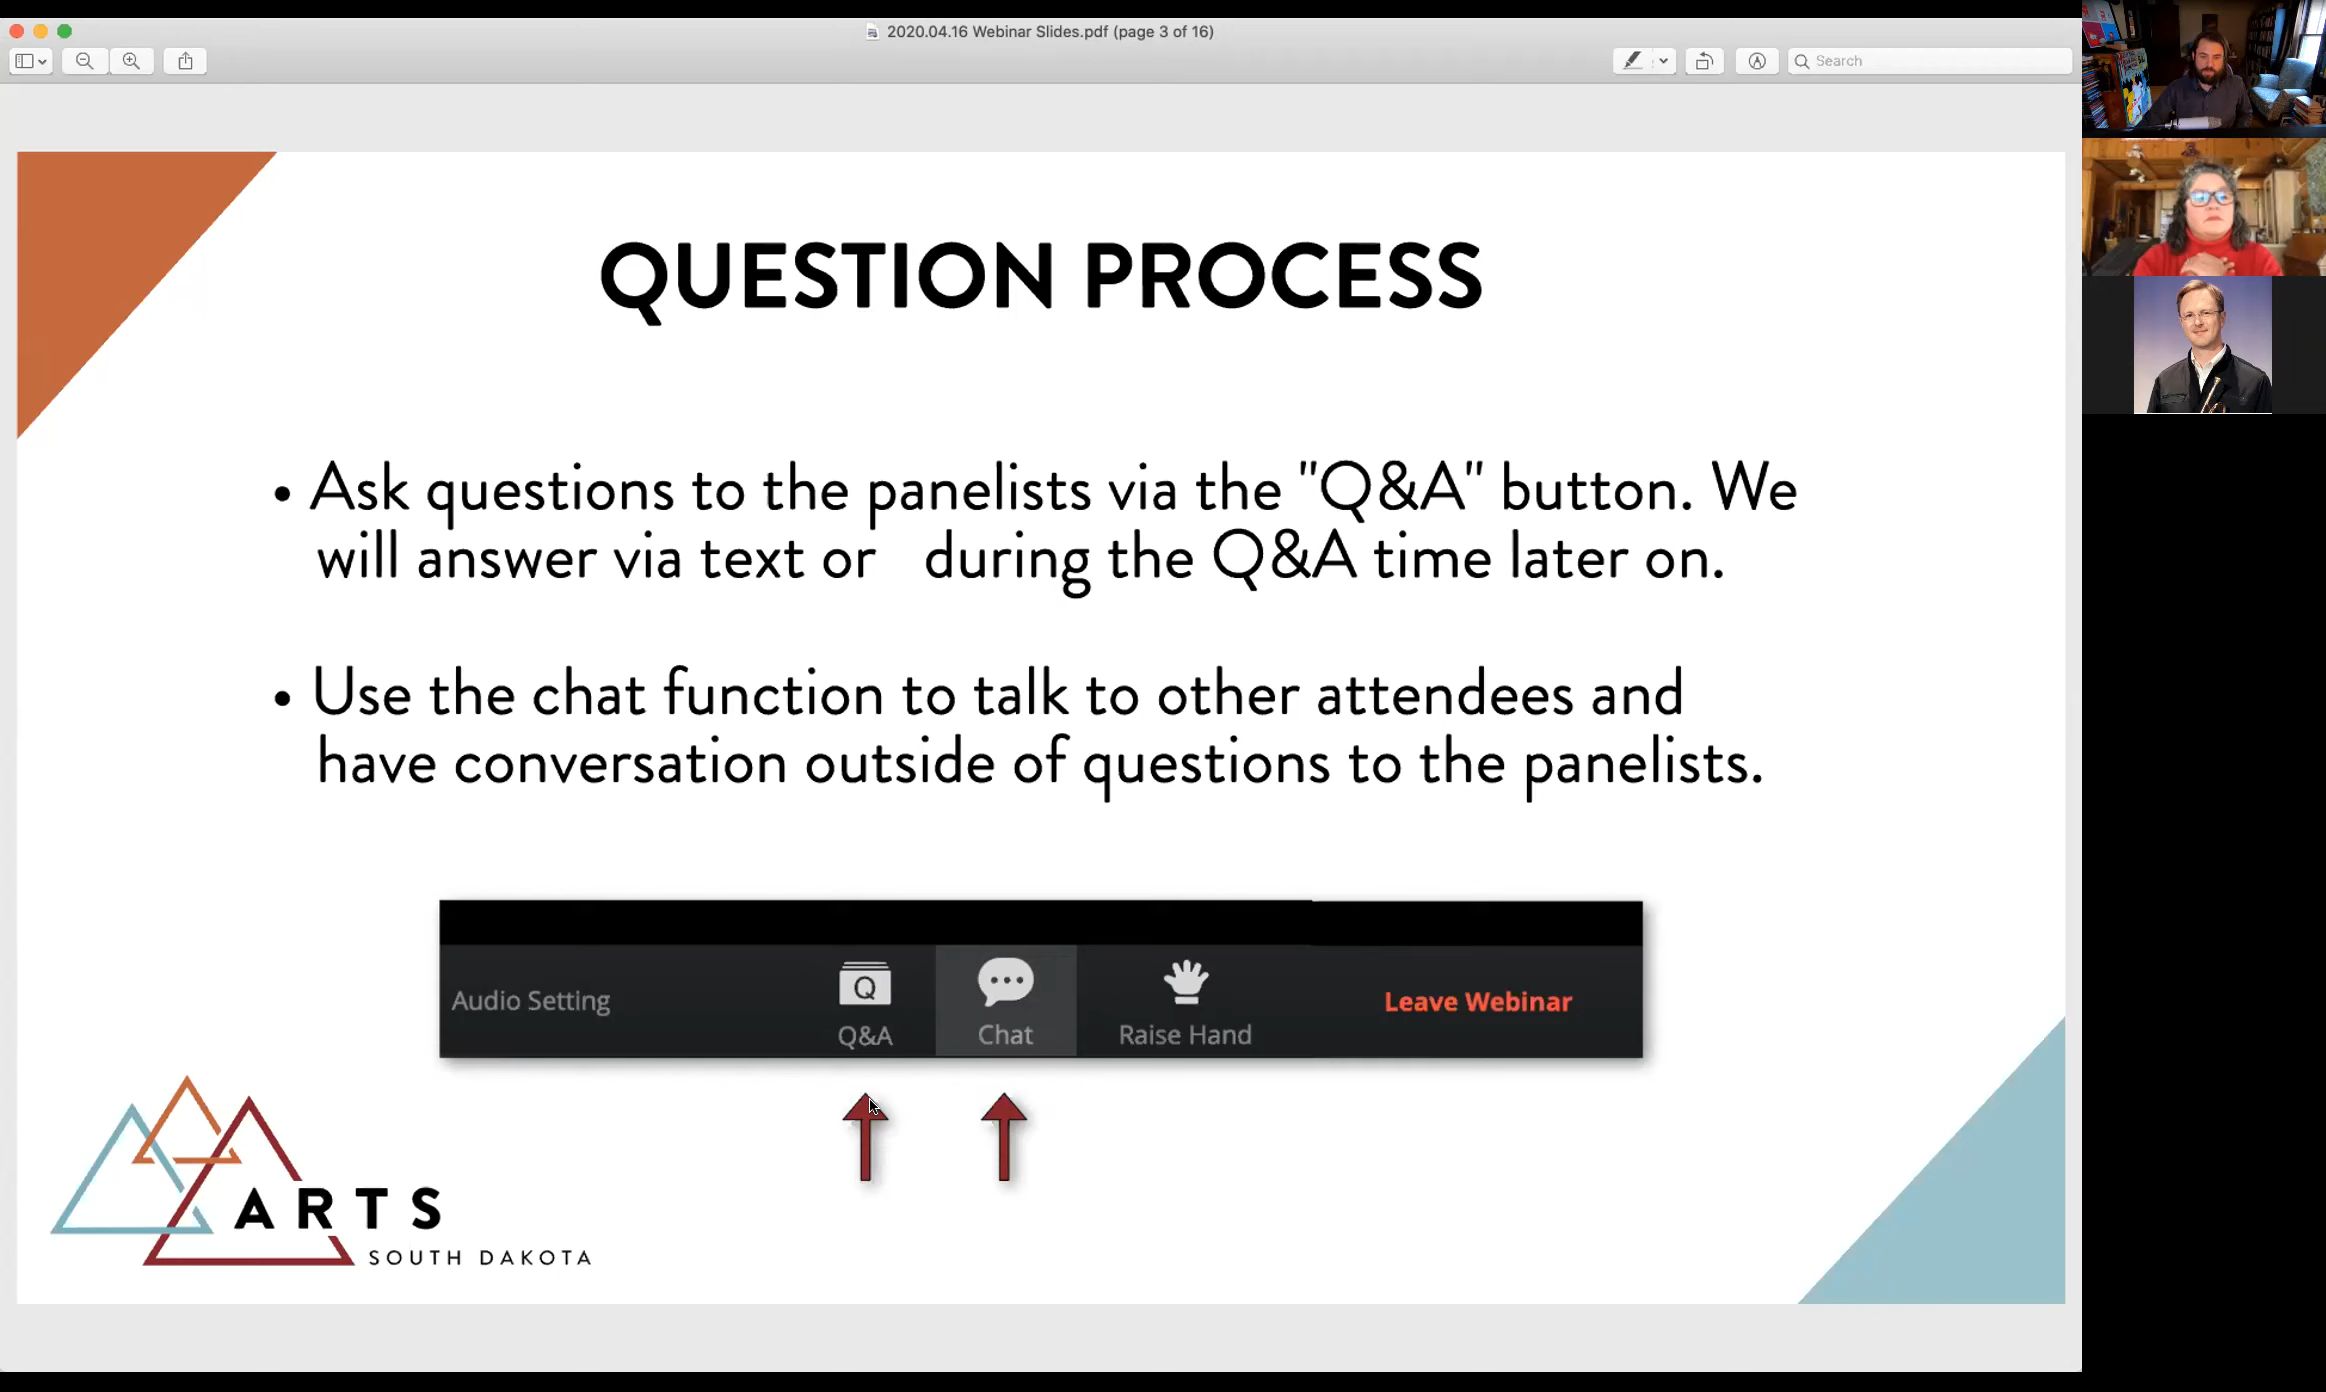 2020.04.16 Webinar Slides.pdf (page 3 of 16)
Search
QUESTION PROCESS
• Ask questions to the panelists via the "Q&A" button. We
will answer via text or during the Q&A time later on.
• Use the chat function to talk to other attendees and
have conversation outside of questions to the panelists.
Audio Setting
Q
Q&A
Chat
Raise Hand
Leave Webinar
ARTS
SOUTH DAKOTA